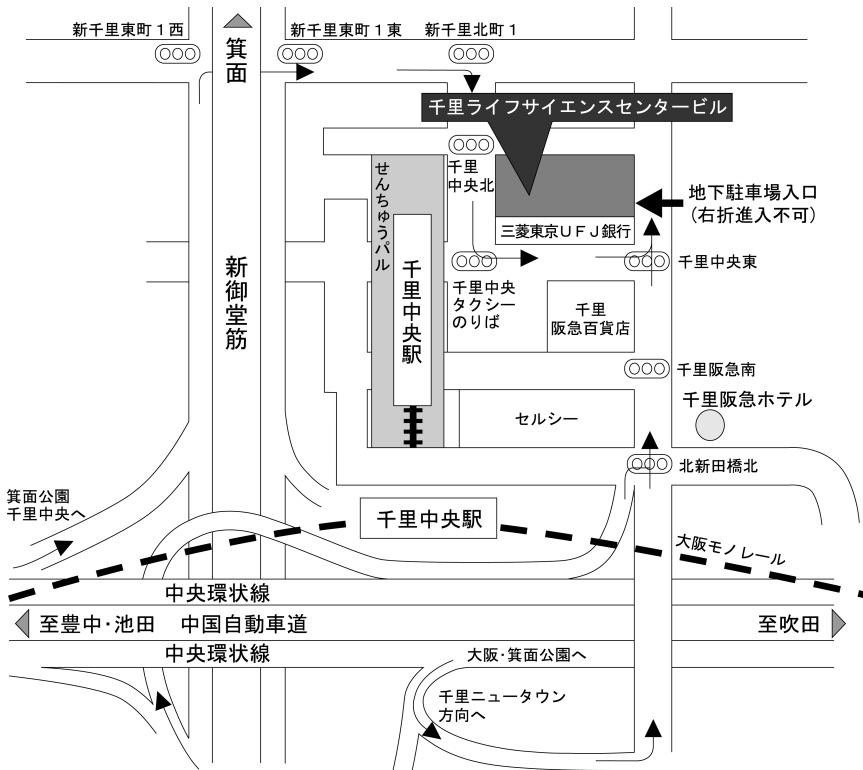 新千里東町1西
新千里東町1東
新千里北町1
箕面
千里ライフサイエンスセンタービル
せんちゅうパル
千里
中央北
地下駐車場入口
(右折進入不可)
三菱東京UFJ銀行
千里中央東
新御堂筋
千里中央駅
千里中央
タクシー
のりば
千里
阪急百貨店
千里阪急南
千里阪急ホテル
セルシー
北新田橋北
箕面公園
千里中央へ
千里中央駅
大阪モノレール
中央環状線
至豊中・池田
中国自動車道
至吹田
中央環状線
大阪・箕面公園へ
千里ニュータウン
方向へ